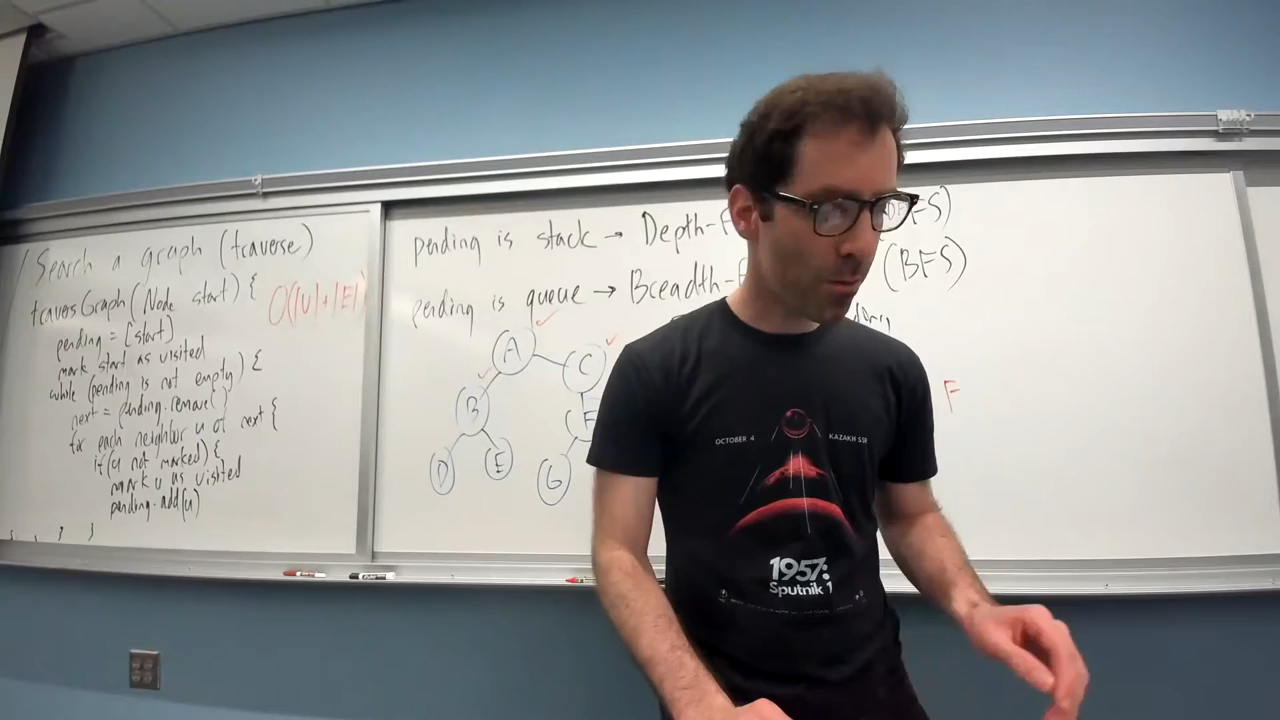 Search a graph (traverse)
traversGraph(Node start) {
O(|V|+|E|)
pending = [start]
mark start as visited
while (pending is not empty) {
next = pending.remove()
for each neighbor u of next {
if(u not marked){
mark u as visited
pending.add(u)
} }
pending is stack → Depth-F FS)
pending is queue → Breadth-F (BFS)
A
C
B
F
D
E
G
F
OCTOBER 4
KAZAKH SSR
1957:
Sputnik 1